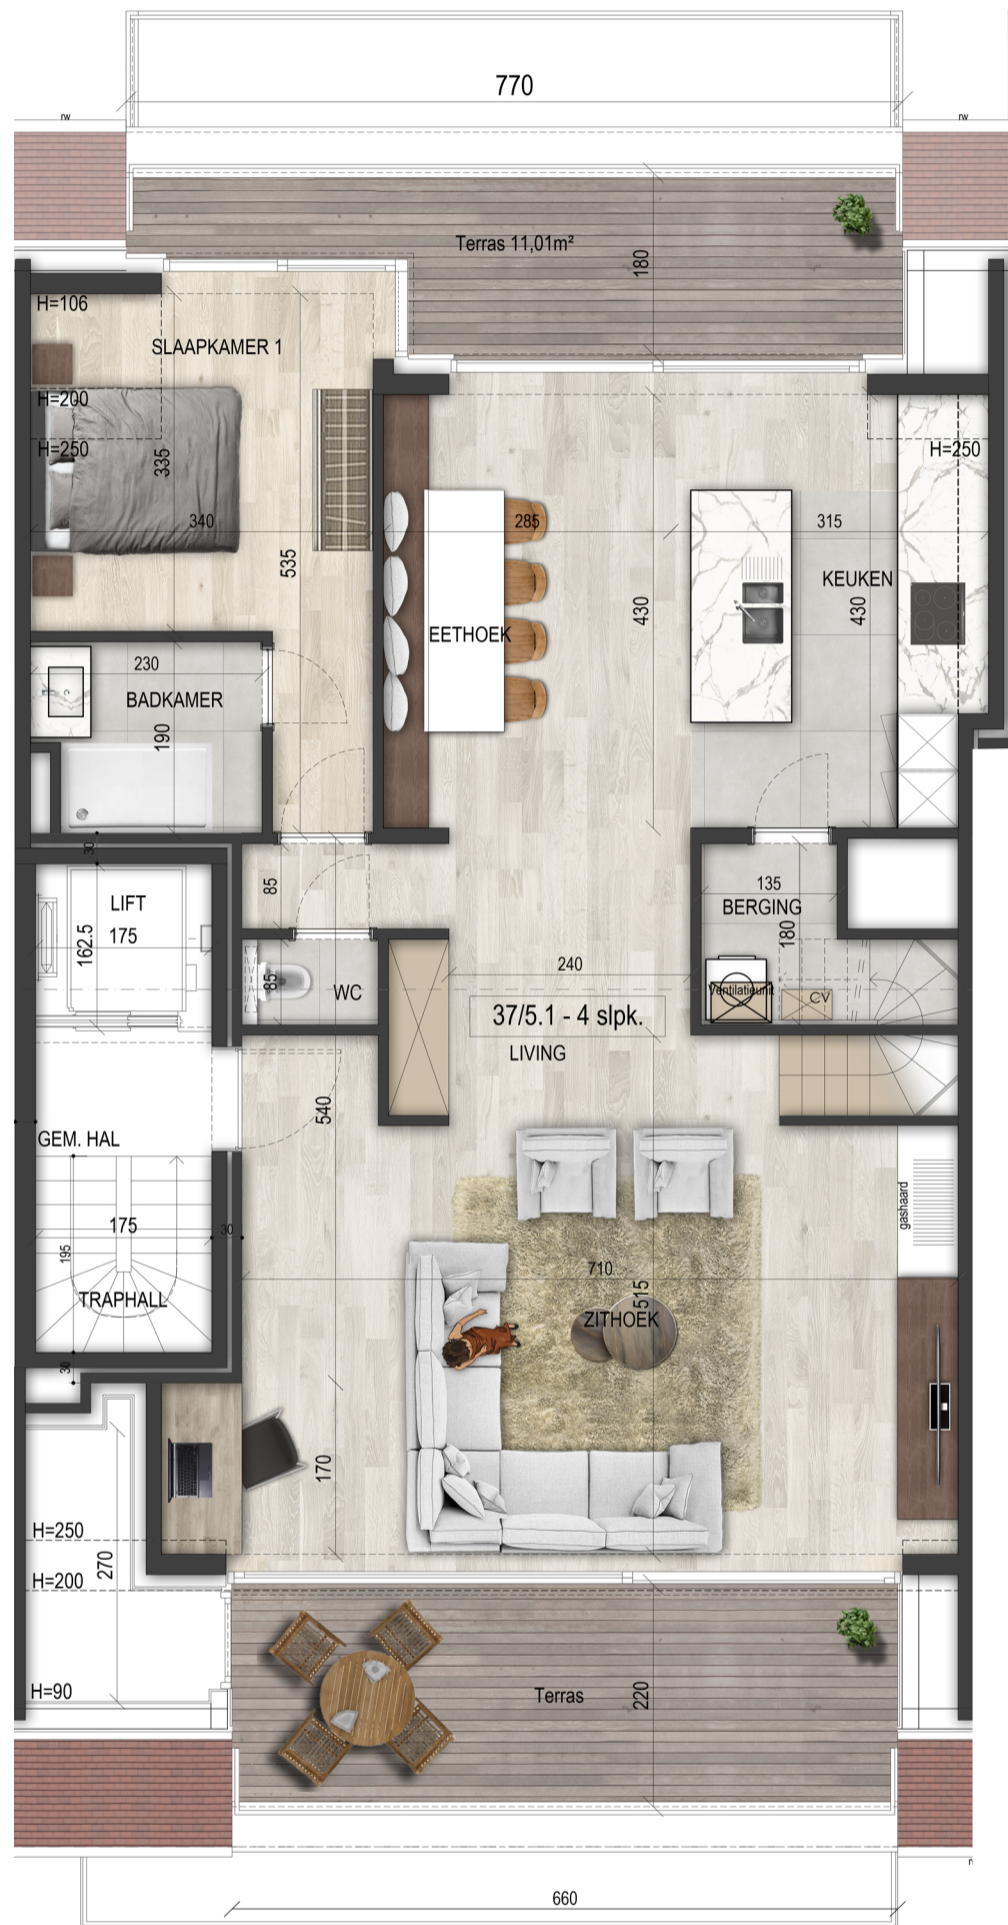 770
rw
rw
Terras 11,01m²
180
H=106
SLAAPKAMER 1
H=200
H=250
335
H=250
340
285
315
535
KEUKEN
430
430
EETHOEK
230
BADKAMER
190
30
LIFT
175
162.5
85
135
BERGING
180
240
85
WC
Ventilatieunit
CV
37/5.1 - 4 slpk.
LIVING
540
GEM. HAL
gashaard
175
195
30
710
515
TRAPHALL
ZITHOEK
30
170
H=250
270
H=200
H=90
Terras
220
660